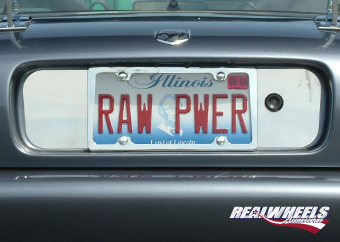 Illinois
RAW PWER
Land of Lincoln
REALWHEELS